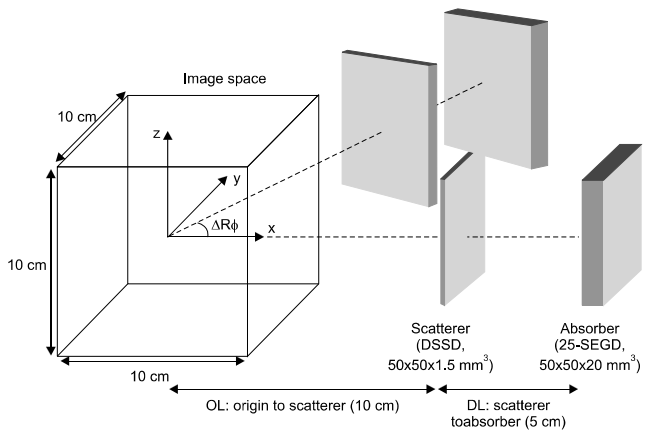 Image space
10 cm
z
y
x
ΔRϕ
10 cm
10 cm
Scatterer
(DSSD,
50x50x1.5 mm³)
Absorber
(25-SEGD,
50x50x20 mm³)
OL: origin to scatterer (10 cm)
DL: scatterer
toabsorber (5 cm)